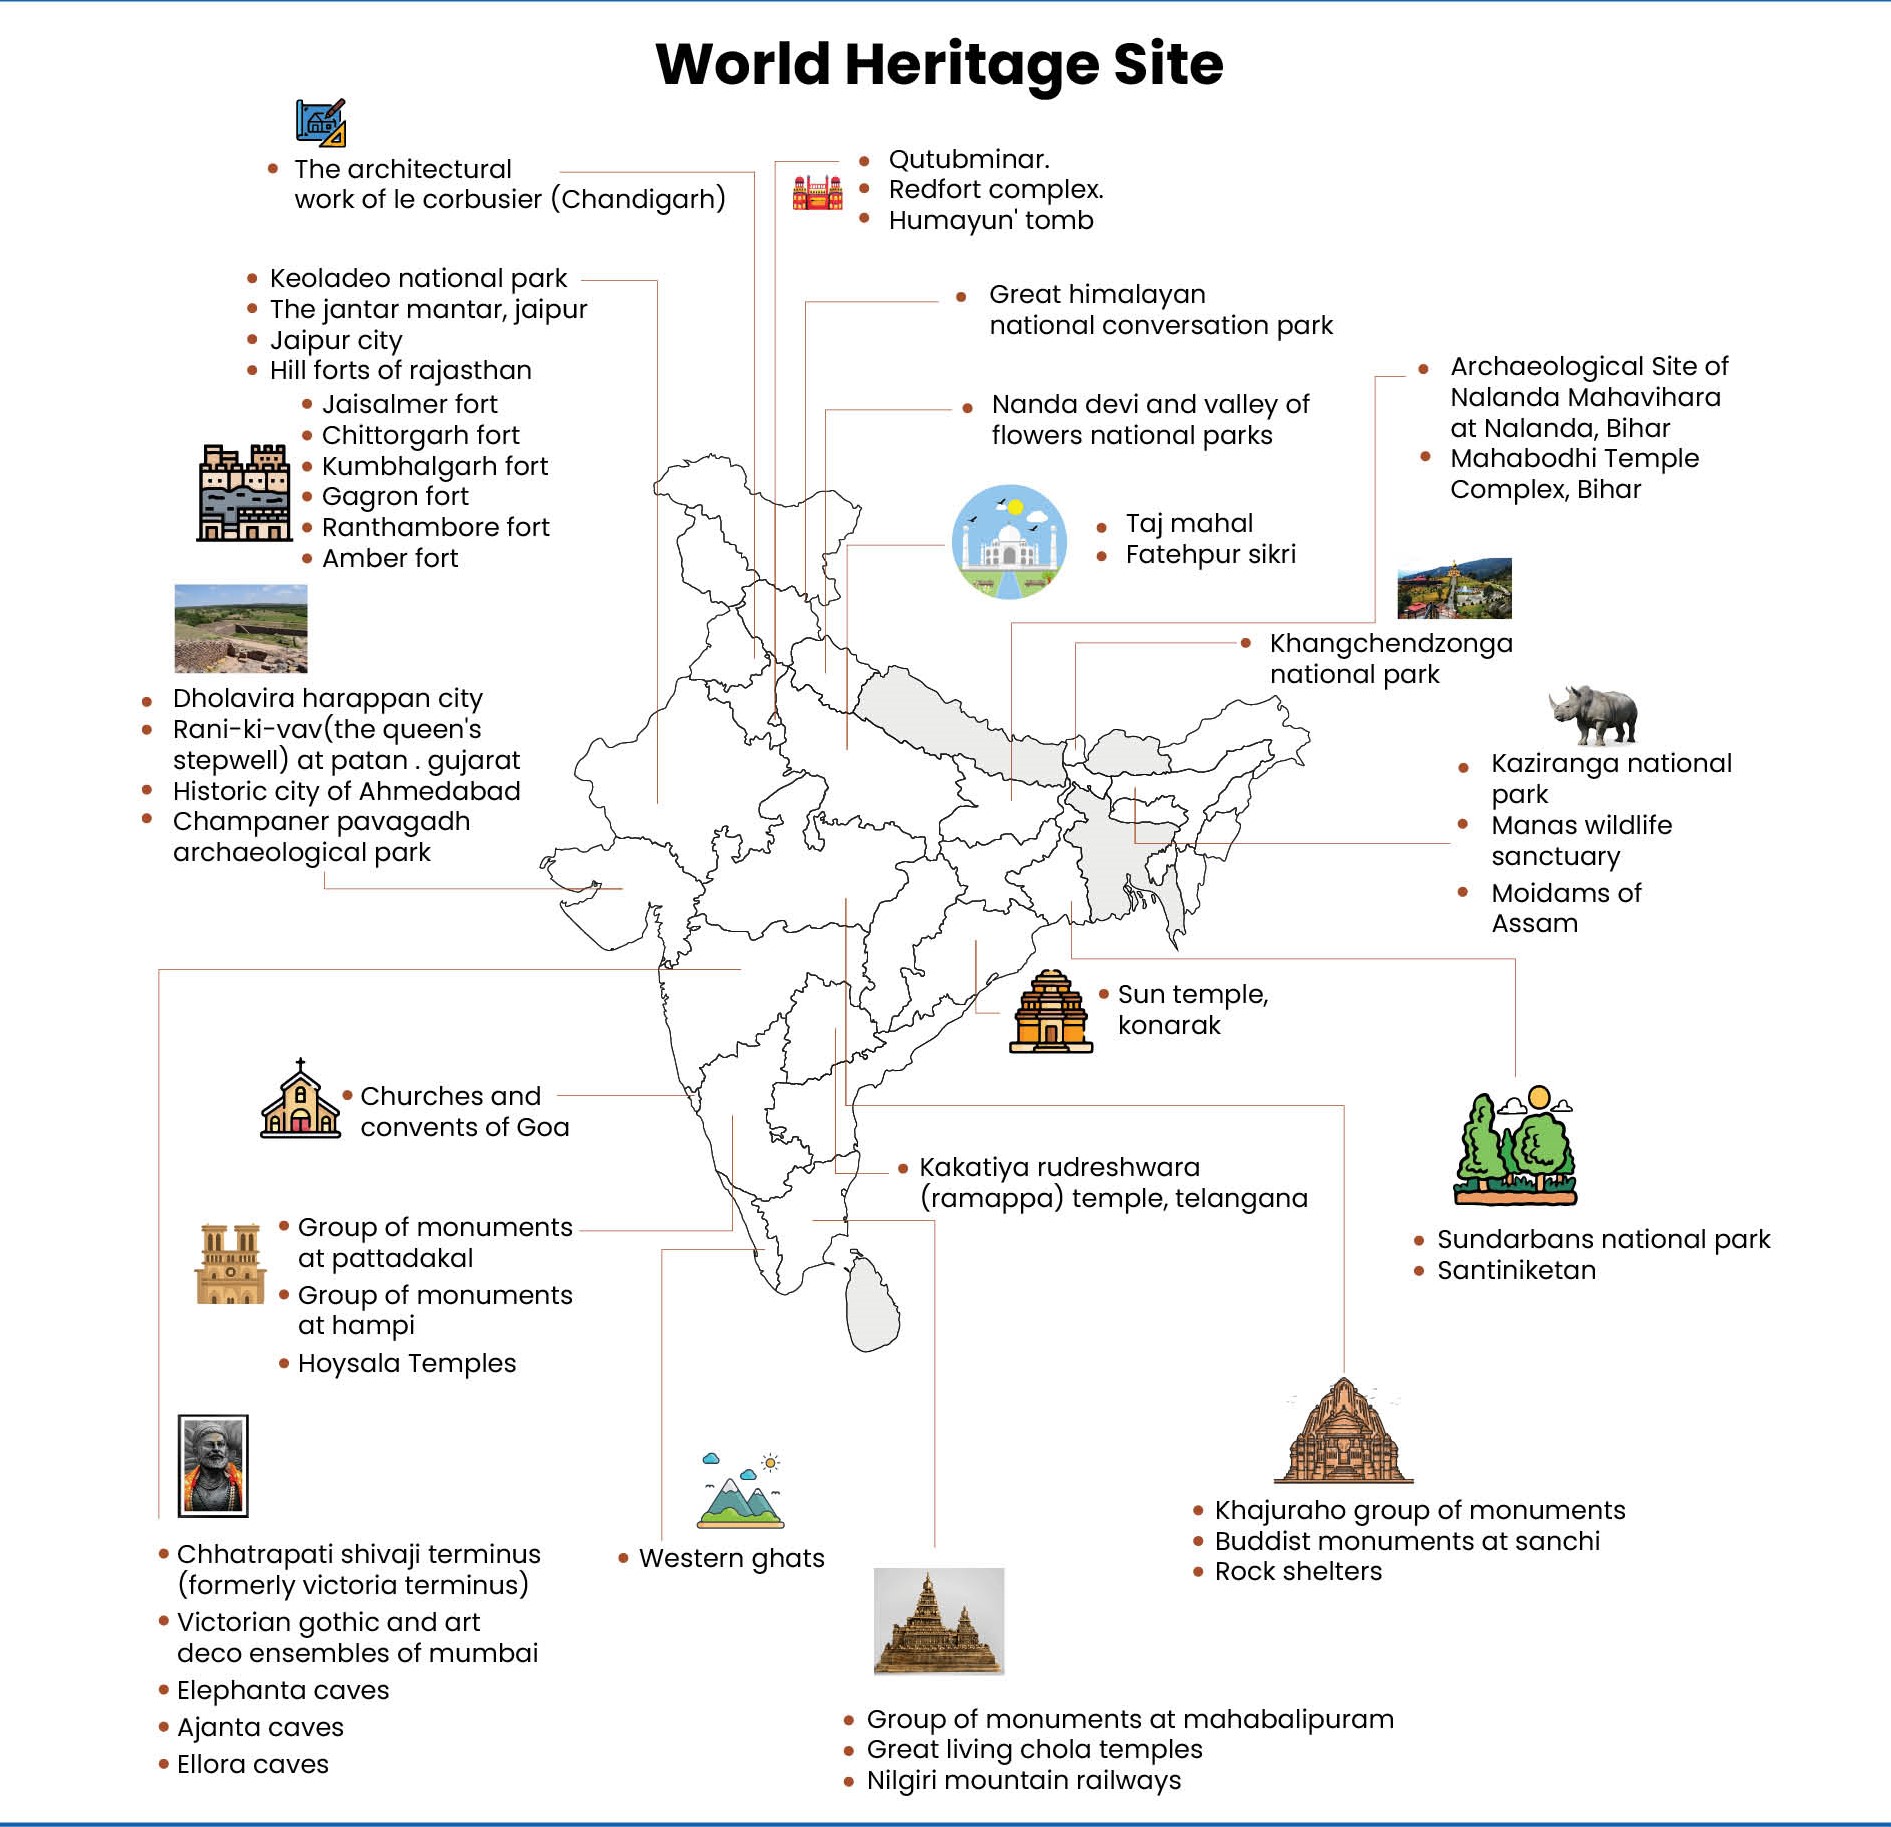 World Heritage Site
• The architectural
work of le corbusier (Chandigarh)
• Qutubminar.
• Redfort complex.
• Humayun' tomb
• Keoladeo national park
• The jantar mantar, jaipur
• Jaipur city
• Hill forts of rajasthan
• Jaisalmer fort
• Chittorgarh fort
• Kumbhalgarh fort
• Gagron fort
• Ranthambore fort
• Amber fort
• Great himalayan
national conversation park
• Nanda devi and valley of
flowers national parks
• Archaeological Site of
Nalanda Mahavihara
at Nalanda, Bihar
• Mahabodhi Temple
Complex, Bihar
• Taj mahal
• Fatehpur sikri
• Khangchendzonga
national park
• Dholavira harappan city
• Rani-ki-vav(the queen's
stepwell) at patan . gujarat
• Historic city of Ahmedabad
• Champaner pavagadh
archaeological park
• Kaziranga national
park
• Manas wildlife
sanctuary
• Moidams of
Assam
• Sun temple,
konarak
• Churches and
convents of Goa
• Kakatiya rudreshwara
(ramappa) temple, telangana
• Group of monuments
at pattadakal
• Group of monuments
at hampi
• Hoysala Temples
• Sundarbans national park
• Santiniketan
• Chhatrapati shivaji terminus
(formerly victoria terminus)
• Victorian gothic and art
deco ensembles of mumbai
• Elephanta caves
• Ajanta caves
• Ellora caves
• Western ghats
• Khajuraho group of monuments
• Buddist monuments at sanchi
• Rock shelters
• Group of monuments at mahabalipuram
• Great living chola temples
• Nilgiri mountain railways